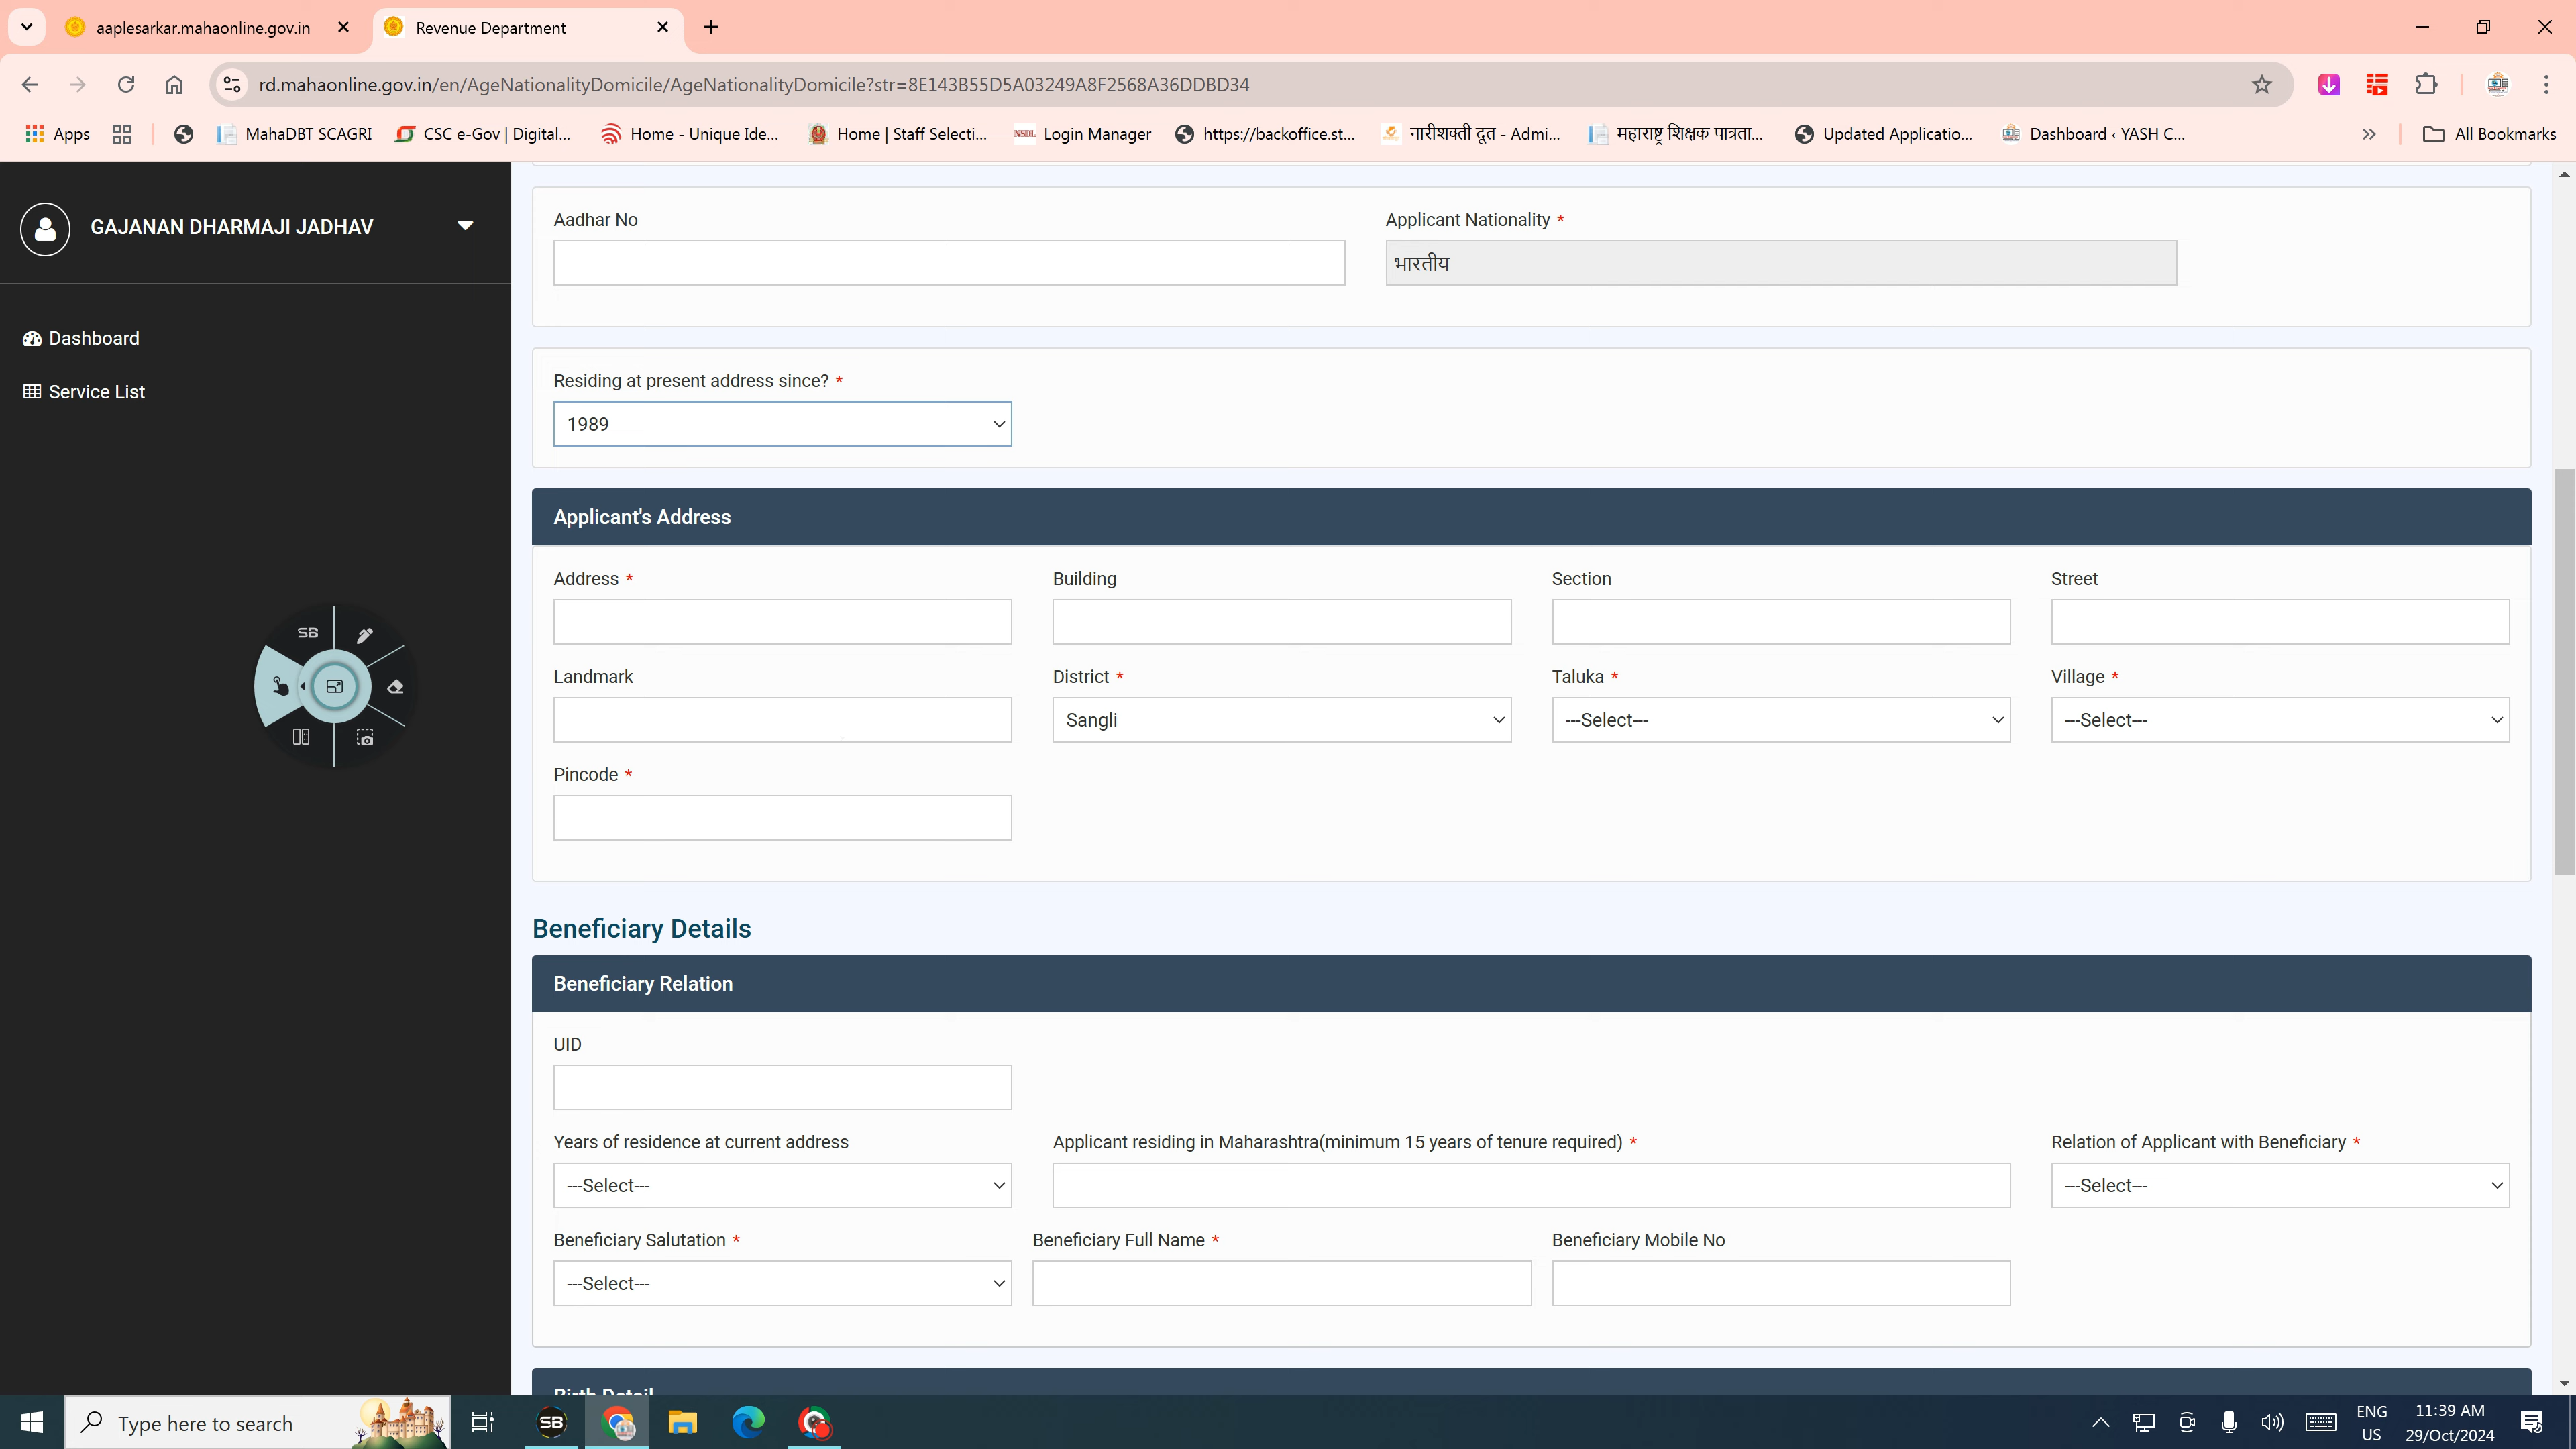 aaplesarkar.mahaonline.gov.in
Revenue Department
rd.mahaonline.gov.in/en/AgeNationalityDomicile/AgeNationalityDomicile?str=8E143B55D5A03249A8F2568A36DDBD34
Apps MahaDBT SCAGRI CSC e-Gov | Digital... Home - Unique Ide... Home | Staff Selecti... NSDL Login Manager https://backoffice.st... नारीशक्ती दूत - Admi... महाराष्ट्र शिक्षक पात्रता... Updated Applicatio... Dashboard ‹ YASH C... » All Bookmarks
GAJANAN DHARMAJI JADHAV
Dashboard
Service List
SB
Aadhar No Applicant Nationality *
भारतीय
Residing at present address since? *
1989
Applicant's Address
Address * Building Section Street
Landmark District * Taluka * Village *
Sangli ---Select--- ---Select---
Pincode *
Beneficiary Details
Beneficiary Relation
UID
Years of residence at current address Applicant residing in Maharashtra(minimum 15 years of tenure required) * Relation of Applicant with Beneficiary *
---Select--- ---Select---
Beneficiary Salutation * Beneficiary Full Name * Beneficiary Mobile No
---Select---
Birth Detail
Type here to search
SB
ENG
US
11:39 AM
29/Oct/2024